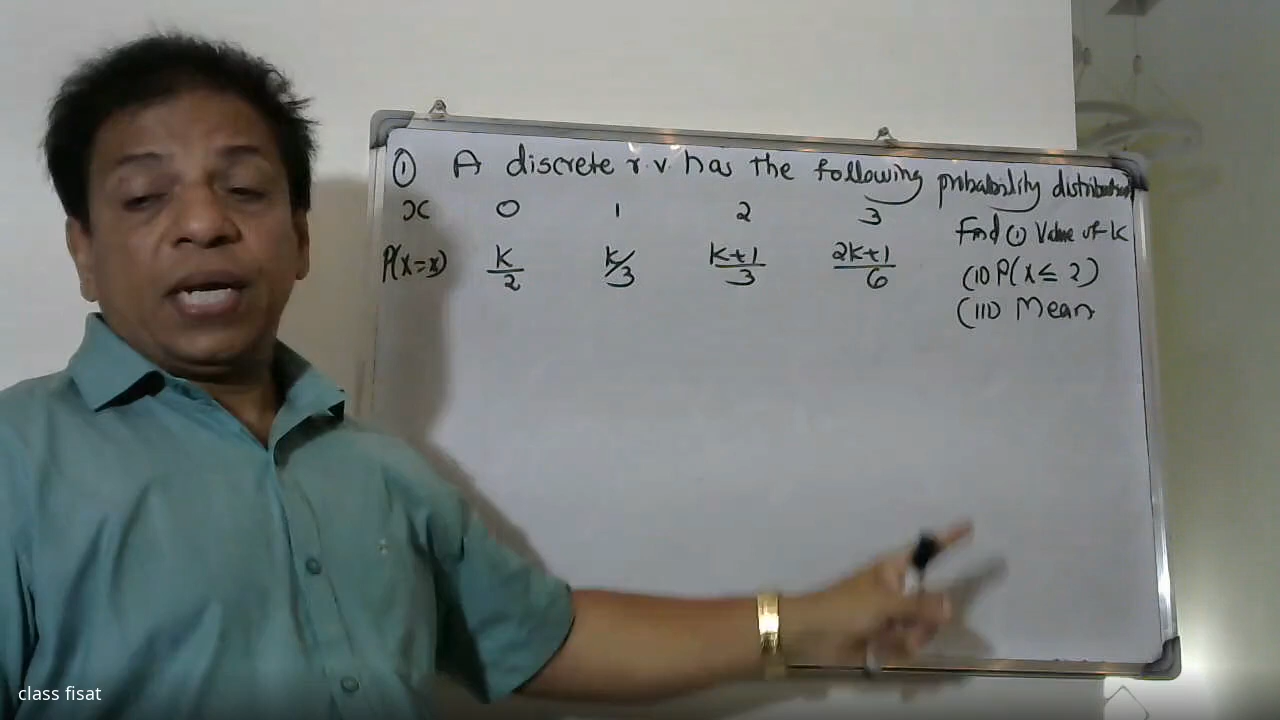 ① A discrete r.v has the following probability distribution
x 0 1 2 3
P(X=x) k/2 k/3 k+1/3 2k+1/6
Find (i) Value of k
(ii) P(X ≤ 2)
(iii) Mean
class fisat